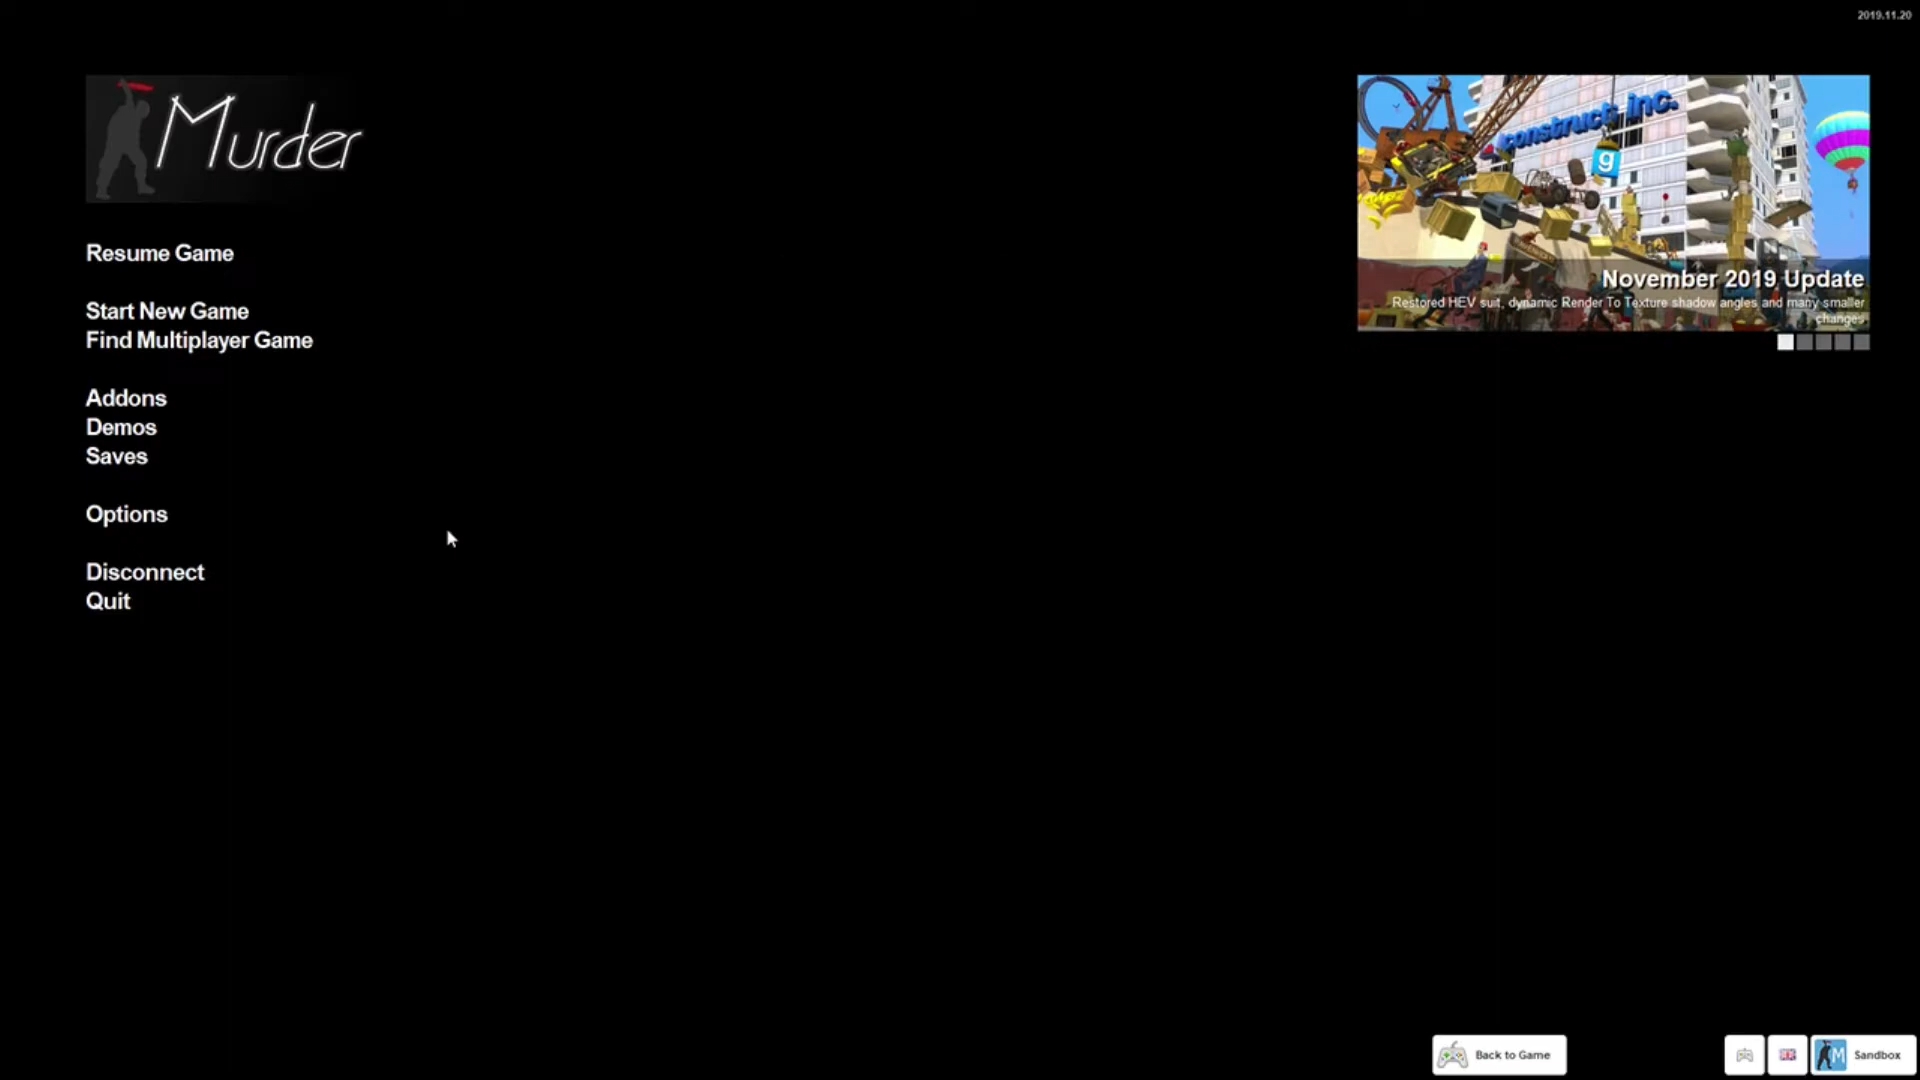 2019.11.20
Murder
construct inc.
g
November 2019 Update
Restored HEV suit, dynamic Render To Texture shadow angles and many smaller
changes
Resume Game
Start New Game
Find Multiplayer Game
Addons
Demos
Saves
Options
Disconnect
Quit
Back to Game
M
Sandbox